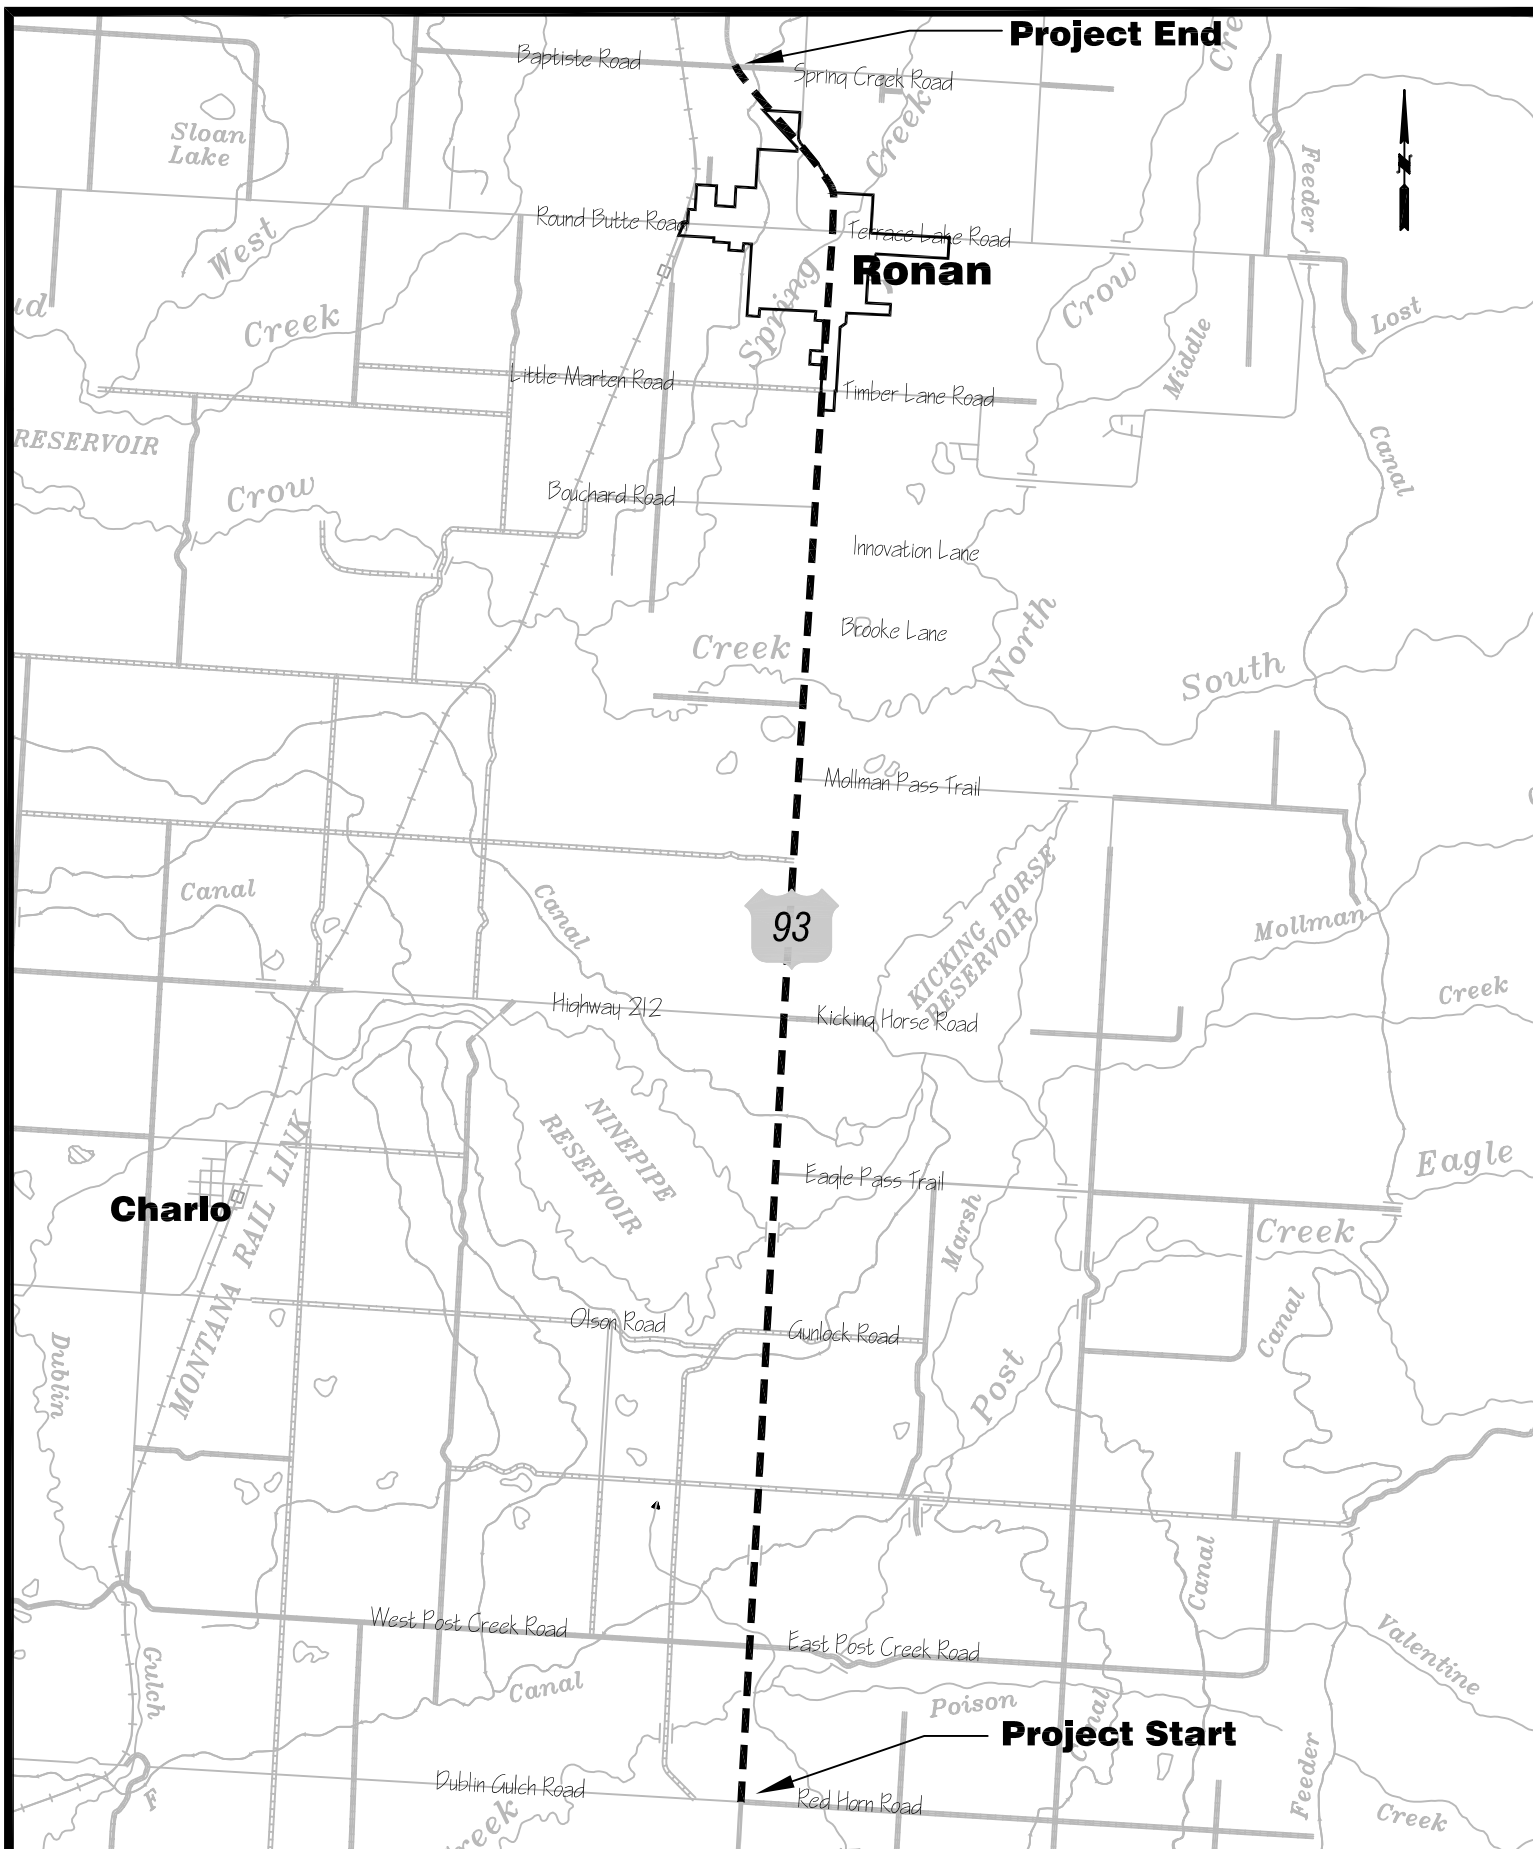 Project End
Cre
Baptiste Road
Spring Creek Road
Sloan
Lake
Creek
Feeder
N
Round Butte Road
Terrace Lake Road
West
Ronan
Spring
Crow
Creek
Lost
Middle
Little Marten Road
Timber Lane Road
RESERVOIR
Canal
Crow
Bouchard Road
Innovation Lane
Brooke Lane
North
Creek
South
Mollman Pass Trail
Canal
Canal
KICKING HORSE
RESERVOIR
93
Mollman
Creek
Highway 212
Kicking Horse Road
NINEPIPE
RESERVOIR
MONTANA RAIL LINK
Eagle Pass Trail
Eagle
Charlo
Marsh
Creek
Canal
Olson Road
Gunlock Road
Dublin
Post
Canal
West Post Creek Road
East Post Creek Road
Valentine
Gulch
Canal
Poison
Canal
Project Start
Feeder
Dublin Gulch Road
Red Horn Road
Creek
reek